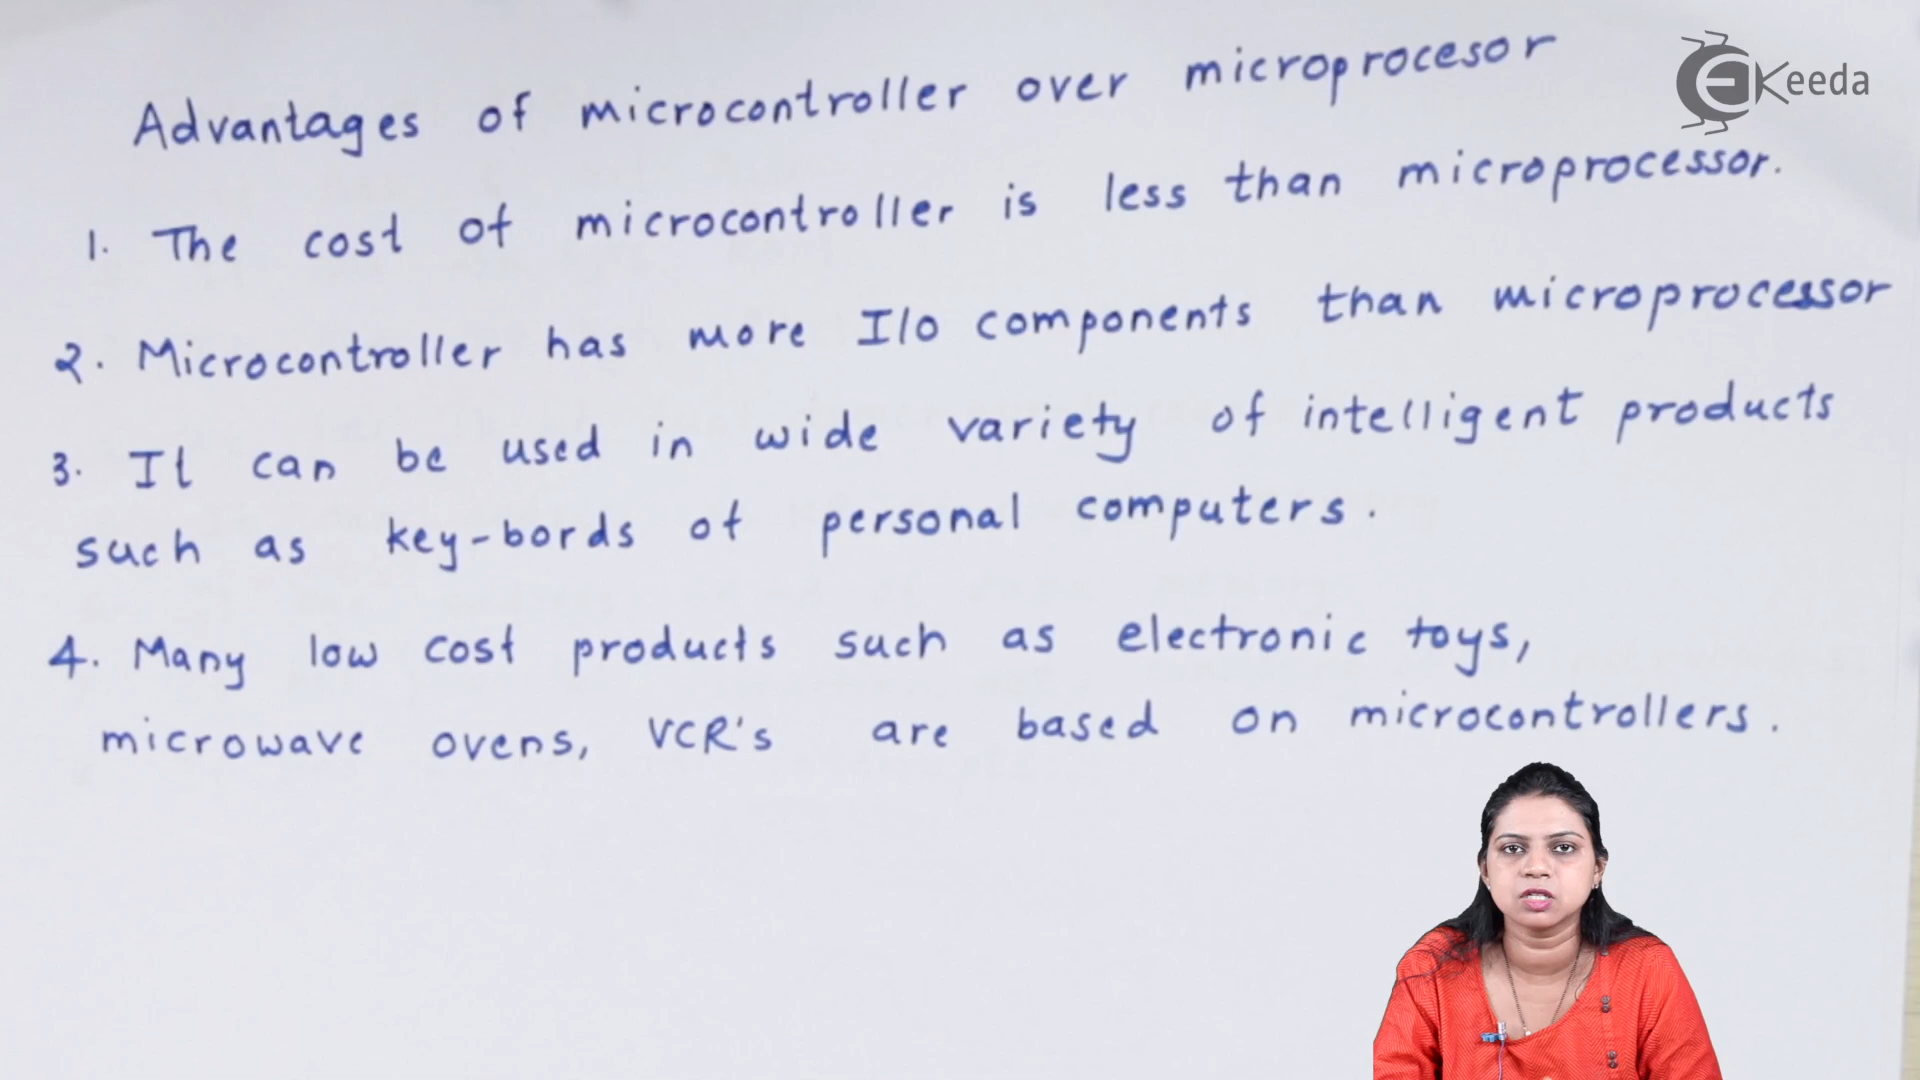 Advantages of microcontroller over microprocesor
EKeeda
1. The cost of microcontroller is less than microprocessor.
2. Microcontroller has more I/O components than microprocessor
3. It can be used in wide variety of intelligent products
such as key-bords of personal computers.
4. Many low cost products such as electronic toys,
microwave ovens, VCR's are based on microcontrollers.